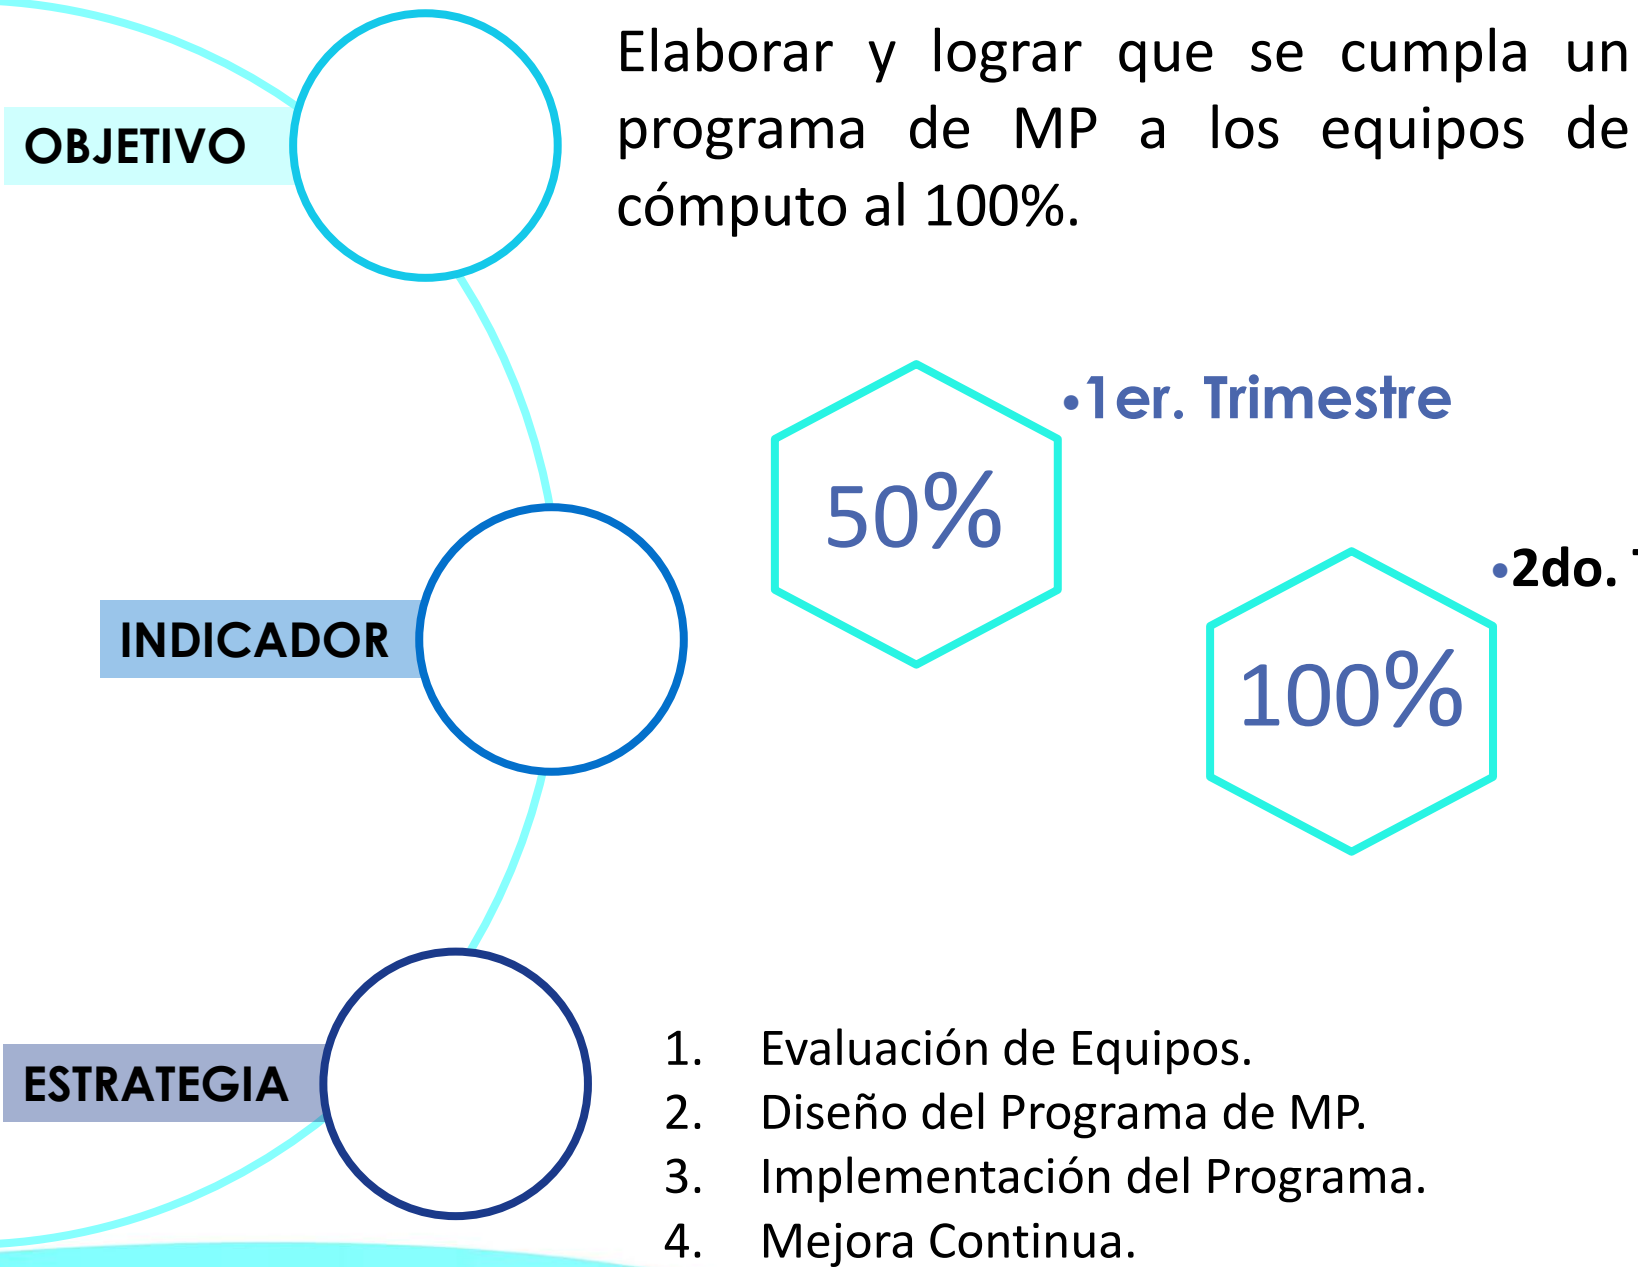 OBJETIVO
Elaborar y lograr que se cumpla un
programa de MP a los equipos de
cómputo al 100%.
INDICADOR
•1er. Trimestre
50%
•2do.
100%
ESTRATEGIA
1. Evaluación de Equipos.
2. Diseño del Programa de MP.
3. Implementación del Programa.
4. Mejora Continua.